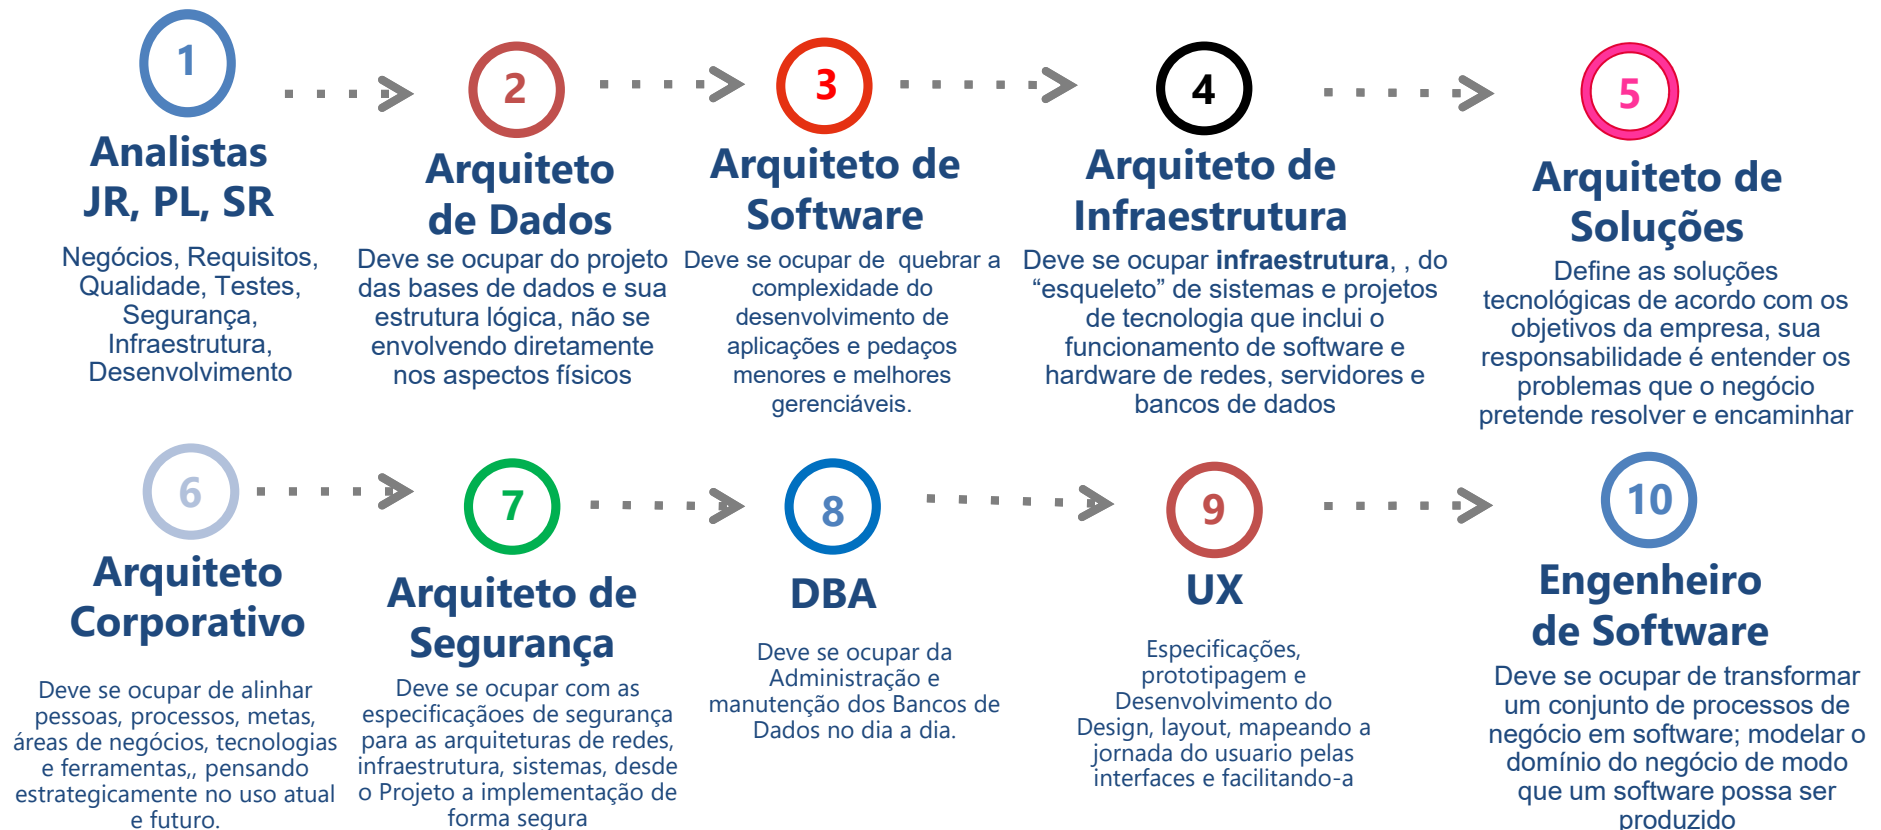 1
Analistas
JR, PL, SR
Negócios, Requisitos,
Qualidade, Testes,
Segurança,
Infraestrutura,
Desenvolvimento
2
Arquiteto
de Dados
Deve se ocupar do projeto
das bases de dados e sua
estrutura lógica, não se
envolvendo diretamente
nos aspectos físicos
3
Arquiteto de
Software
Deve se ocupar de quebrar a
complexidade do
desenvolvimento de
aplicações e pedaços
menores e melhores
gerenciáveis.
4
Arquiteto de
Infraestrutura
Deve se ocupar infraestrutura, , do
“esqueleto” de sistemas e projetos
de tecnologia que inclui o
funcionamento de software e
hardware de redes, servidores e
bancos de dados
5
Arquiteto de
Soluções
Define as soluções
tecnológicas de acordo com os
objetivos da empresa, sua
responsabilidade é entender os
problemas que o negócio
pretende resolver e encaminhar
6
Arquiteto
Corporativo
Deve se ocupar de alinhar
pessoas, processos, metas,
áreas de negócios, tecnologias
e ferramentas,, pensando
estrategicamente no uso atual
e futuro.
7
Arquiteto de
Segurança
Deve se ocupar com as
especificaçãoes de segurança
para as arquiteturas de redes,
infraestrutura, sistemas, desde
o Projeto a implementação de
forma segura
8
DBA
Deve se ocupar da
Administração e
manutenção dos Bancos de
Dados no dia a dia.
9
UX
Especificações,
prototipagem e
Desenvolvimento do
Design, layout, mapeando a
jornada do usuario pelas
interfaces e facilitando-a
10
Engenheiro
de Software
Deve se ocupar de transformar
um conjunto de processos de
negócio em software; modelar o
domínio do negócio de modo
que um software possa ser
produzido